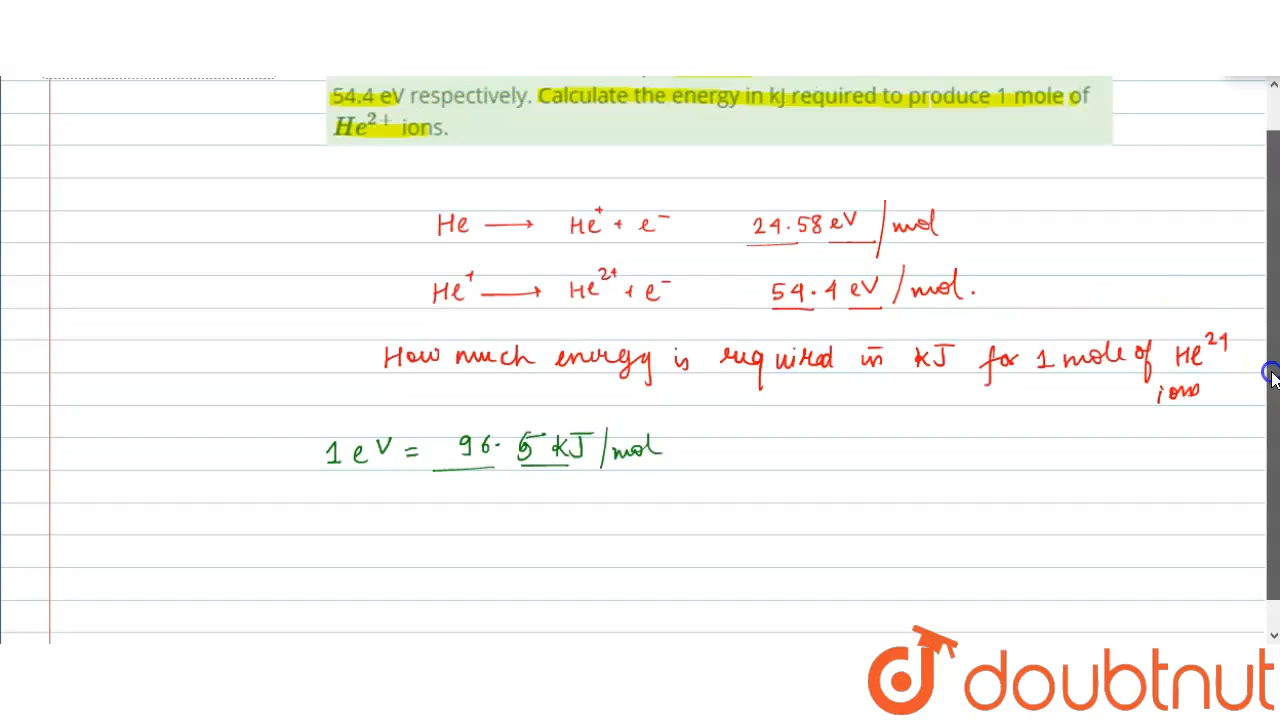 54.4 eV respectively. Calculate the energy in kJ required to produce 1 mole of
He²⁺ ions.
He ⟶ He⁺ + e⁻ 24.58 eV/mol
He⁺ ⟶ He²⁺ + e⁻ 54.4 eV/mol.
How much energy is required in kJ for 1 mole of He²⁺
ions
1 eV = 96.5 kJ/mol
doubtnut